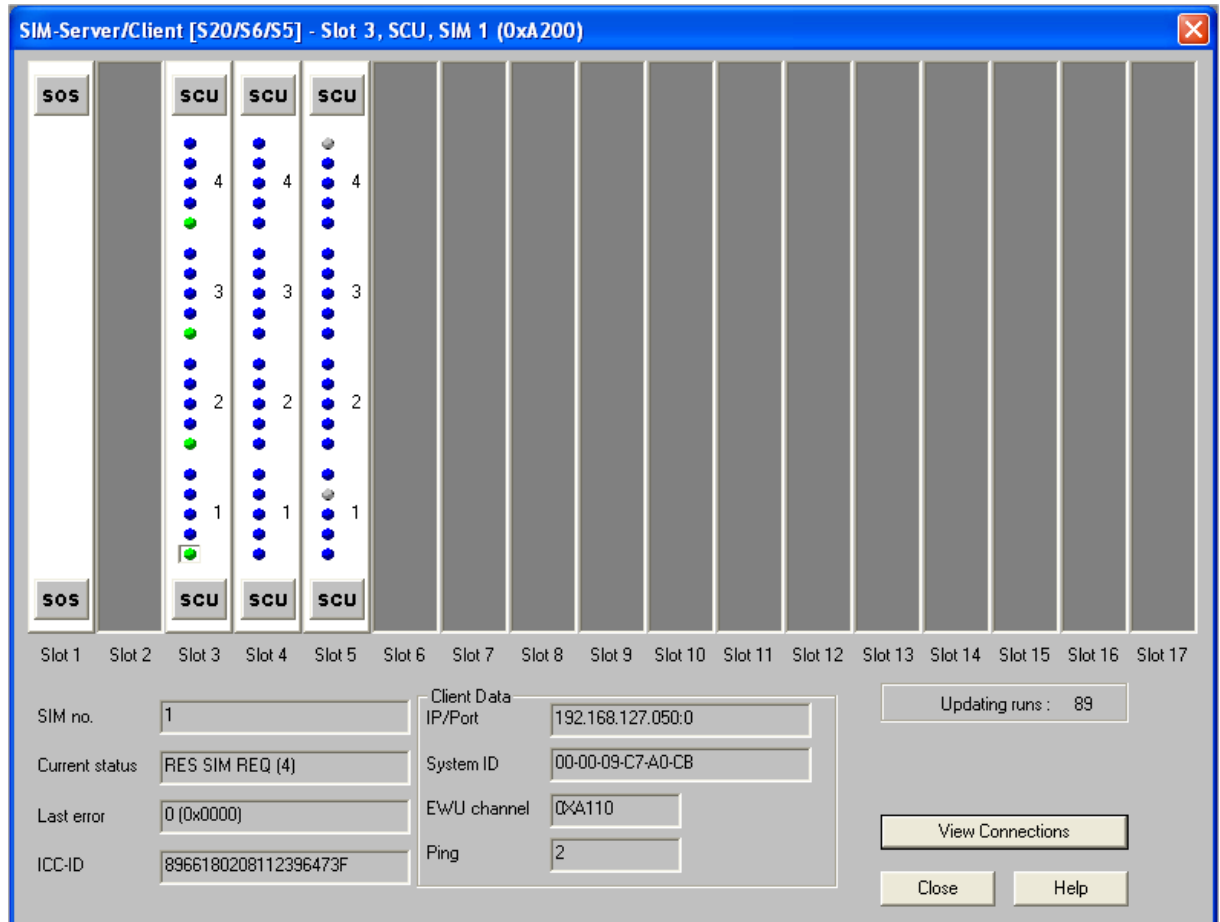 SIM-Server/Client [S20/S6/S5] - Slot 3, SCU, SIM 1 (0xA200)
SOS SCU SCU SCU
4 4 4
3 3 3
2 2 2
1 1 1
SOS SCU SCU SCU
Slot 1 Slot 2 Slot 3 Slot 4 Slot 5 Slot 6 Slot 7 Slot 8 Slot 9 Slot 10 Slot 11 Slot 12 Slot 13 Slot 14 Slot 15 Slot 16 Slot 17
SIM no. 1
Current status RES SIM REQ (4)
Last error 0 (0x0000)
ICC-ID 8966180208112396473F
Client Data
IP/Port 192.168.127.050:0
System ID 00-00-09-C7-A0-CB
EWU channel 0XA110
Ping 2
Updating runs : 89
View Connections
Close Help